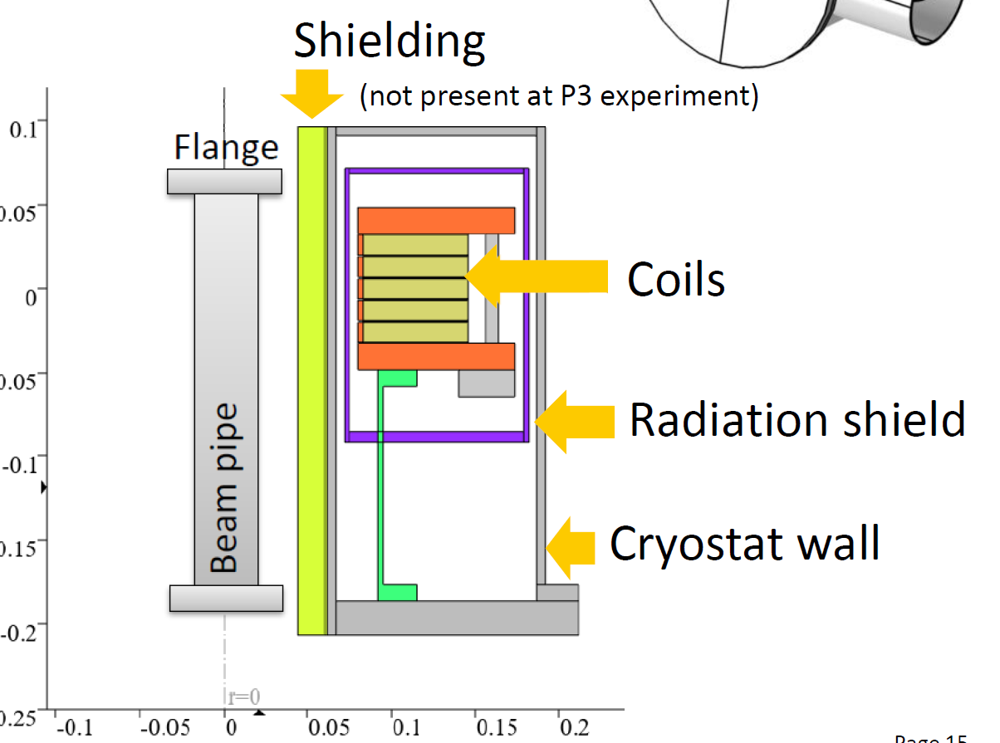 Shielding
(not present at P3 experiment)
0.1
Flange
0.05
0
Coils
0.05
Radiation shield
-0.1
Beam pipe
0.15
Cryostat wall
-0.2
r=0
0.25
-0.1 -0.05 0 0.05 0.1 0.15 0.2
Page 15